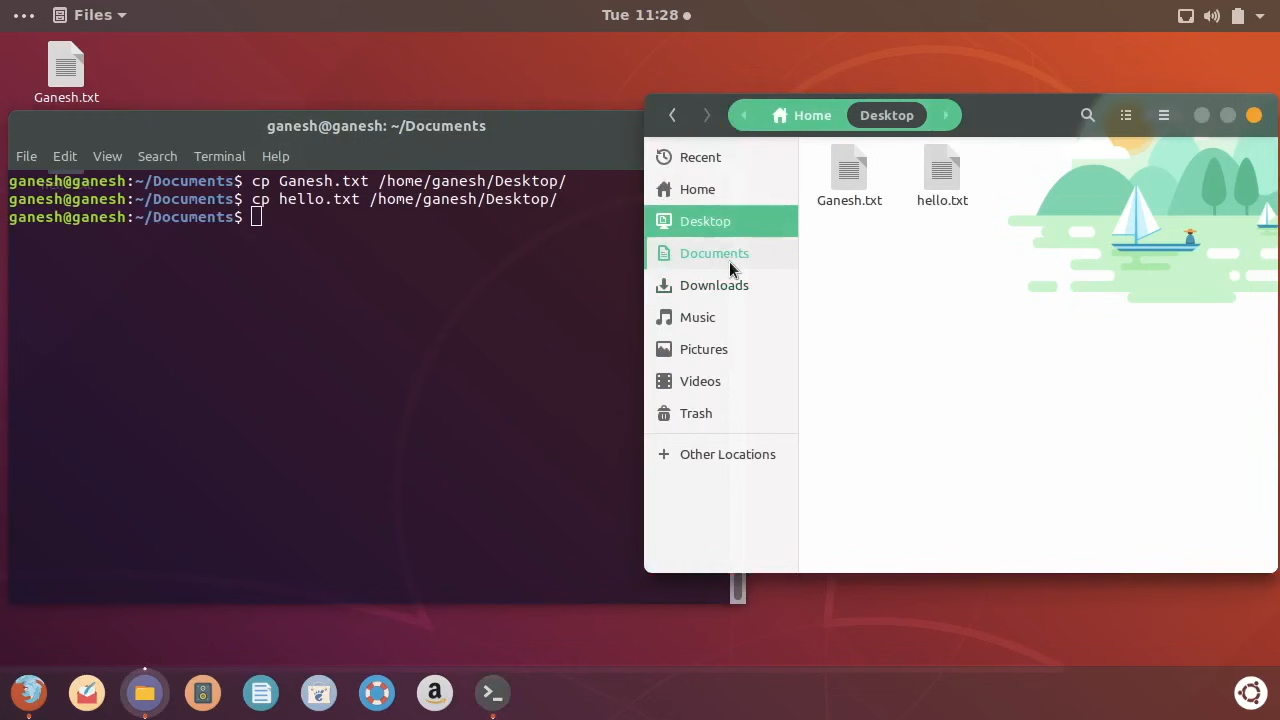 Files
Tue 11:28
Ganesh.txt
ganesh@ganesh: ~/Documents
File Edit View Search Terminal Help
ganesh@ganesh:~/Documents$ cp Ganesh.txt /home/ganesh/Desktop/
ganesh@ganesh:~/Documents$ cp hello.txt /home/ganesh/Desktop/
ganesh@ganesh:~/Documents$
Home Desktop
Recent
Home
Desktop
Documents
Downloads
Music
Pictures
Videos
Trash
Other Locations
Ganesh.txt hello.txt